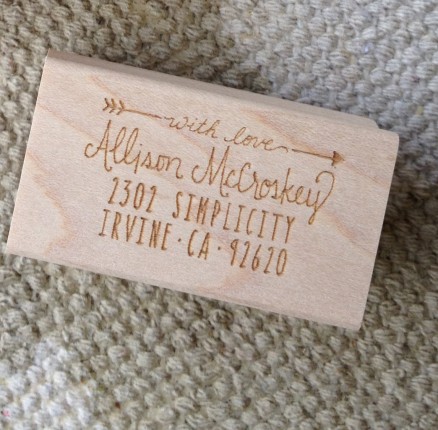 with love
Allison McCroskey
2302 SIMPLICITY
IRVINE · CA · 92620